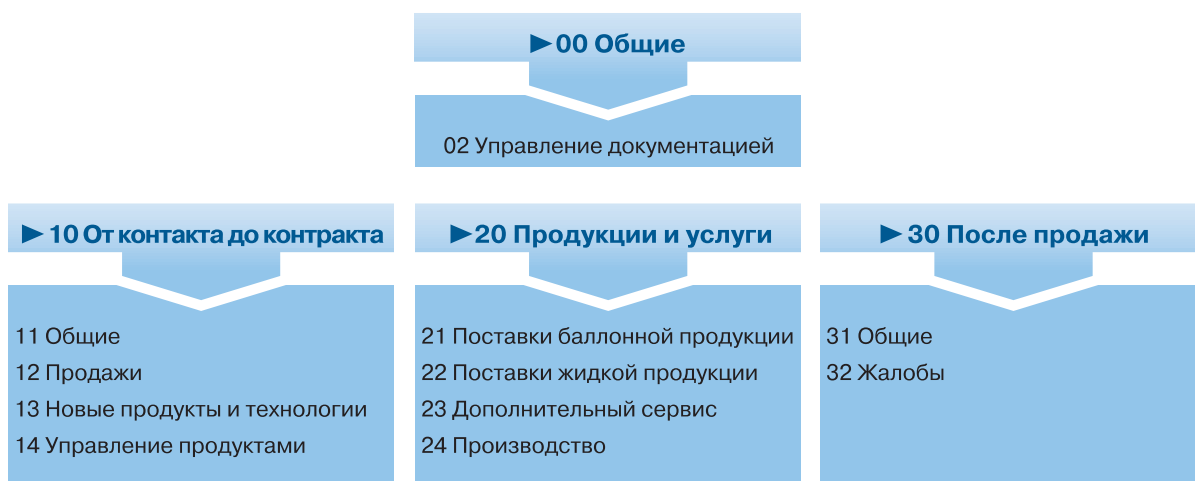 ►00 Общие
02 Управление документацией
►10 От контакта до контракта
11 Общие
12 Продажи
13 Новые продукты и технологии
14 Управление продуктами
►20 Продукции и услуги
21 Поставки баллонной продукции
22 Поставки жидкой продукции
23 Дополнительный сервис
24 Производство
►30 После продажи
31 Общие
32 Жалобы